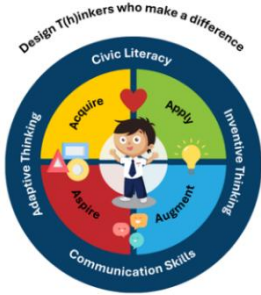 Design T(h)inkers who make a difference
Civic Literacy
Acquire
Apply
Adaptive Thinking
Inventive Thinking
Aspire
Augment
Communication Skills